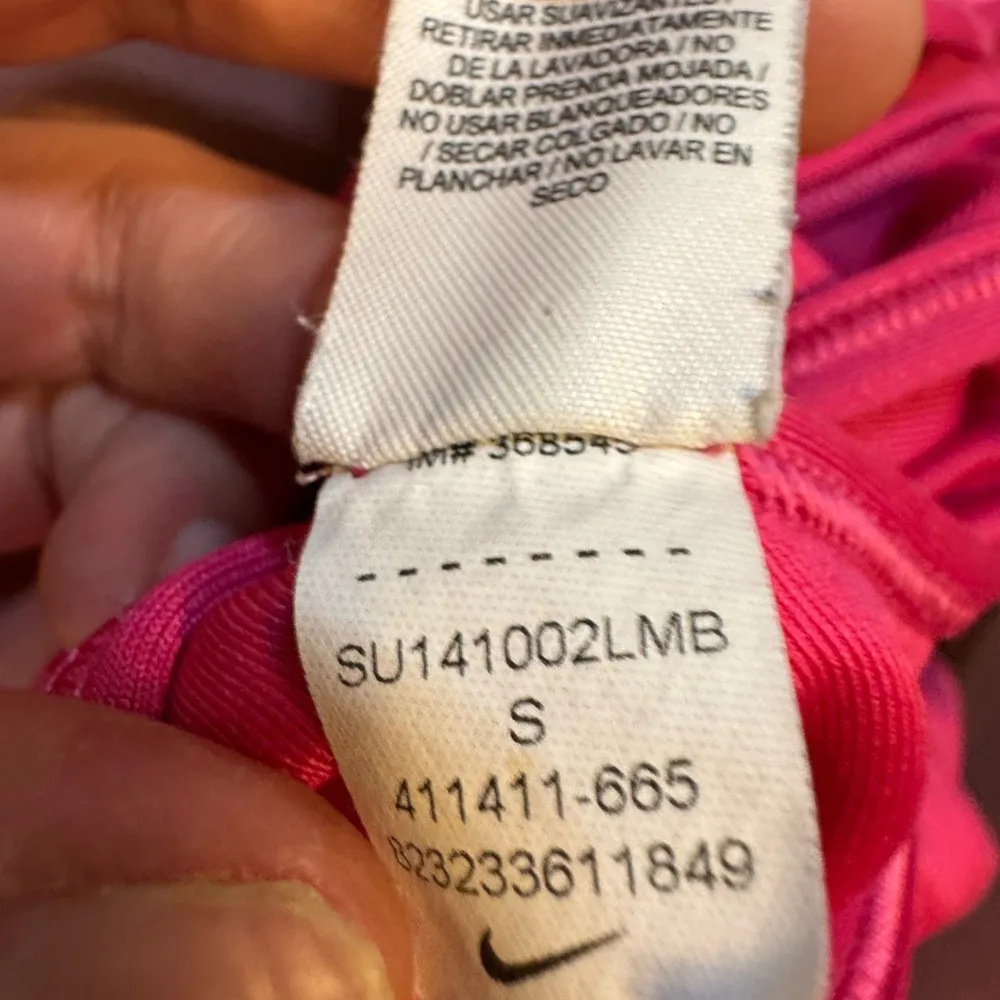 USAR SUAVIZANTES /
RETIRAR INMEDIATAMENTE
DE LA LAVADORA / NO
DOBLAR PRENDA MOJADA /
NO USAR BLANQUEADORES
/ SECAR COLGADO / NO
PLANCHAR / NO LAVAR EN
SECO
368543
--------
SU141002LMB
S
411411-665
823233611849